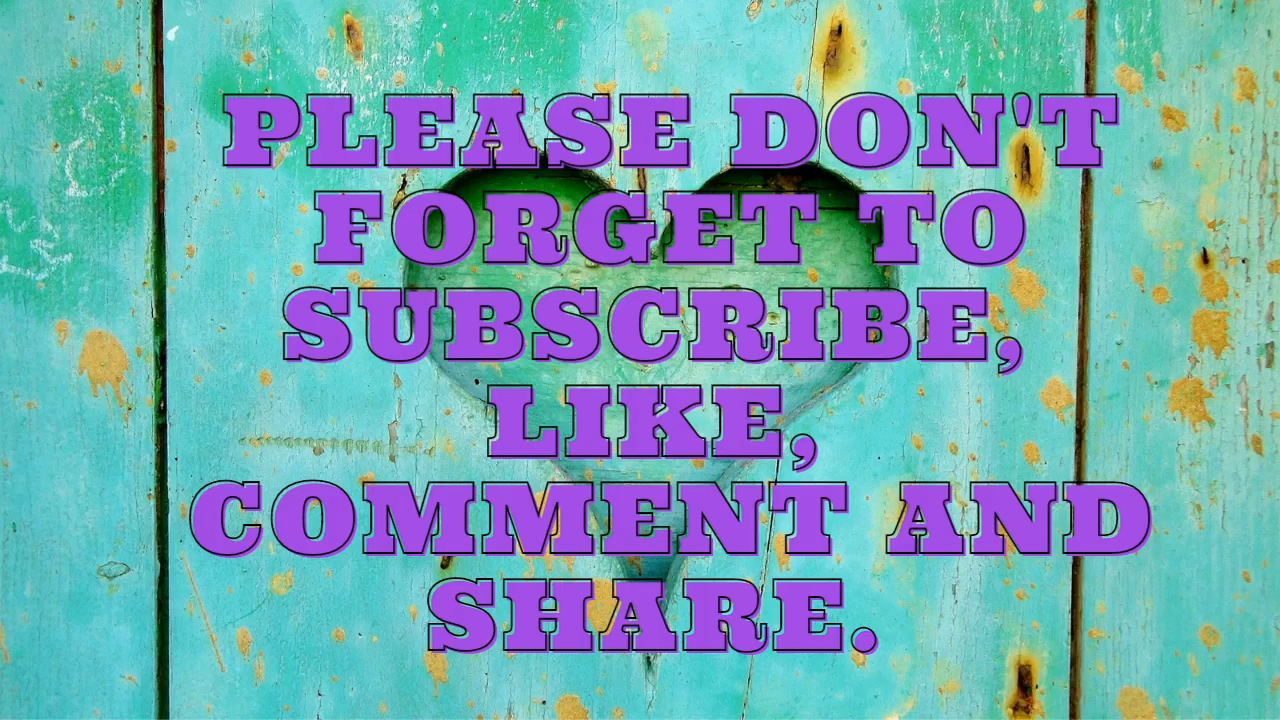 PLEASE DON'T
FORGET TO
SUBSCRIBE,
LIKE,
COMMENT AND
SHARE.